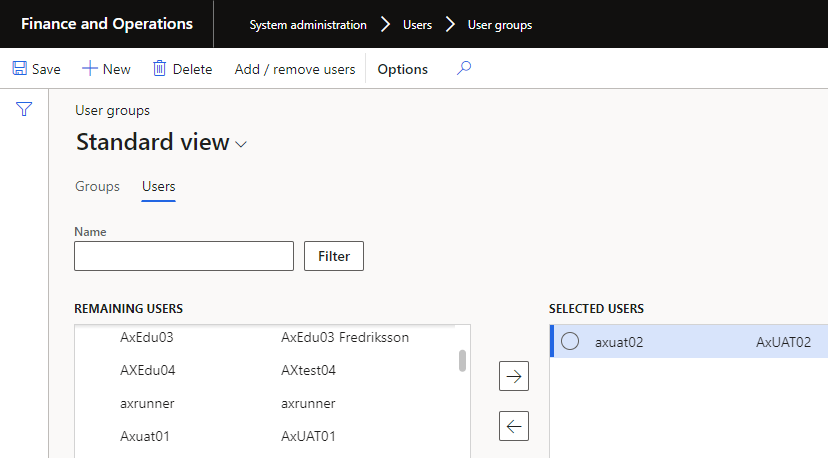 Finance and Operations System administration Users User groups
Save New Delete Add / remove users Options
User groups
Standard view
Groups Users
Name
Filter
REMAINING USERS SELECTED USERS
AxEdu03 AxEdu03 Fredriksson
axuat02 AxUAT02
AXEdu04 AXtest04
axrunner axrunner
Axuat01 AxUAT01